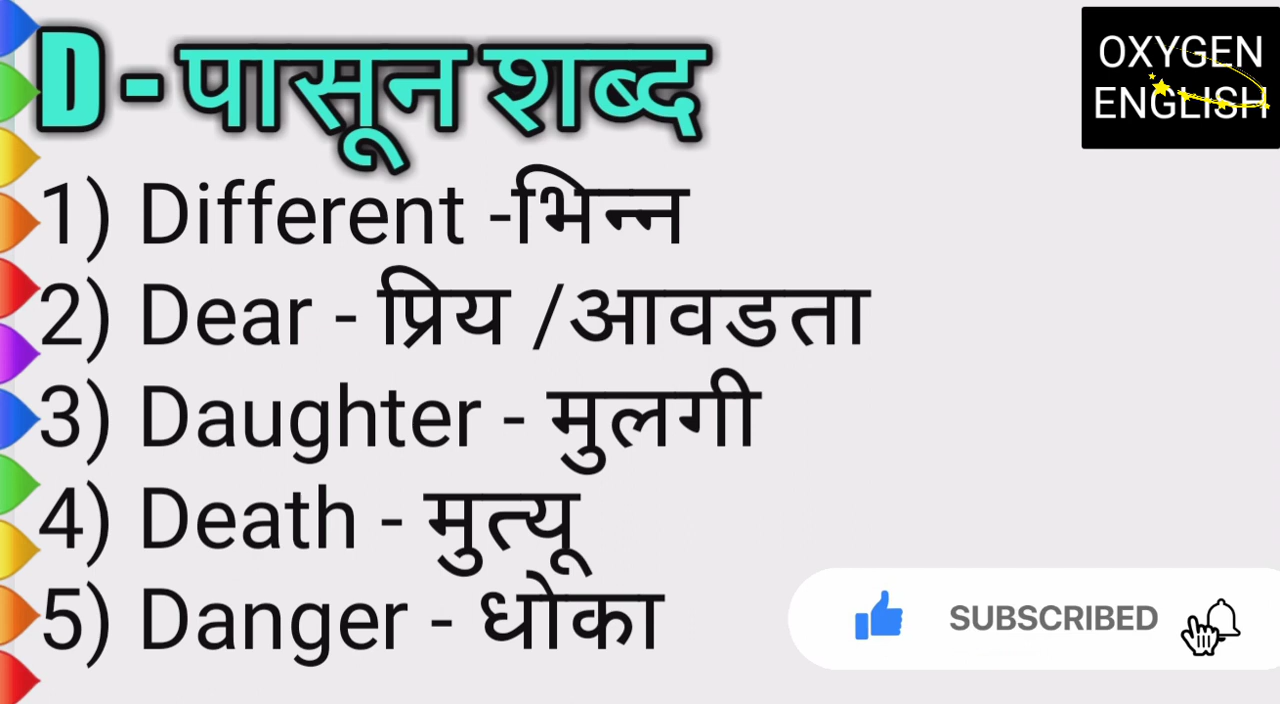 D - पासून शब्द
OXYGEN
ENGLISH
1) Different -भिन्न
2) Dear - प्रिय /आवडता
3) Daughter - मुलगी
4) Death - मुत्यू
5) Danger - धोका
SUBSCRIBED